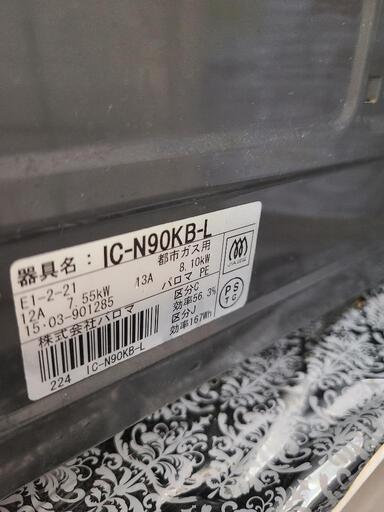 器具名：IC-N90KB-L
都市ガス用
E1-2-21
12A 7.55kW 13A 8.10kW
15・03-901285 パロマ PE
株式会社パロマ
区分C
効率56.3%
区分J
効率167Wh
PS
TG
224 IC-N90KB-L